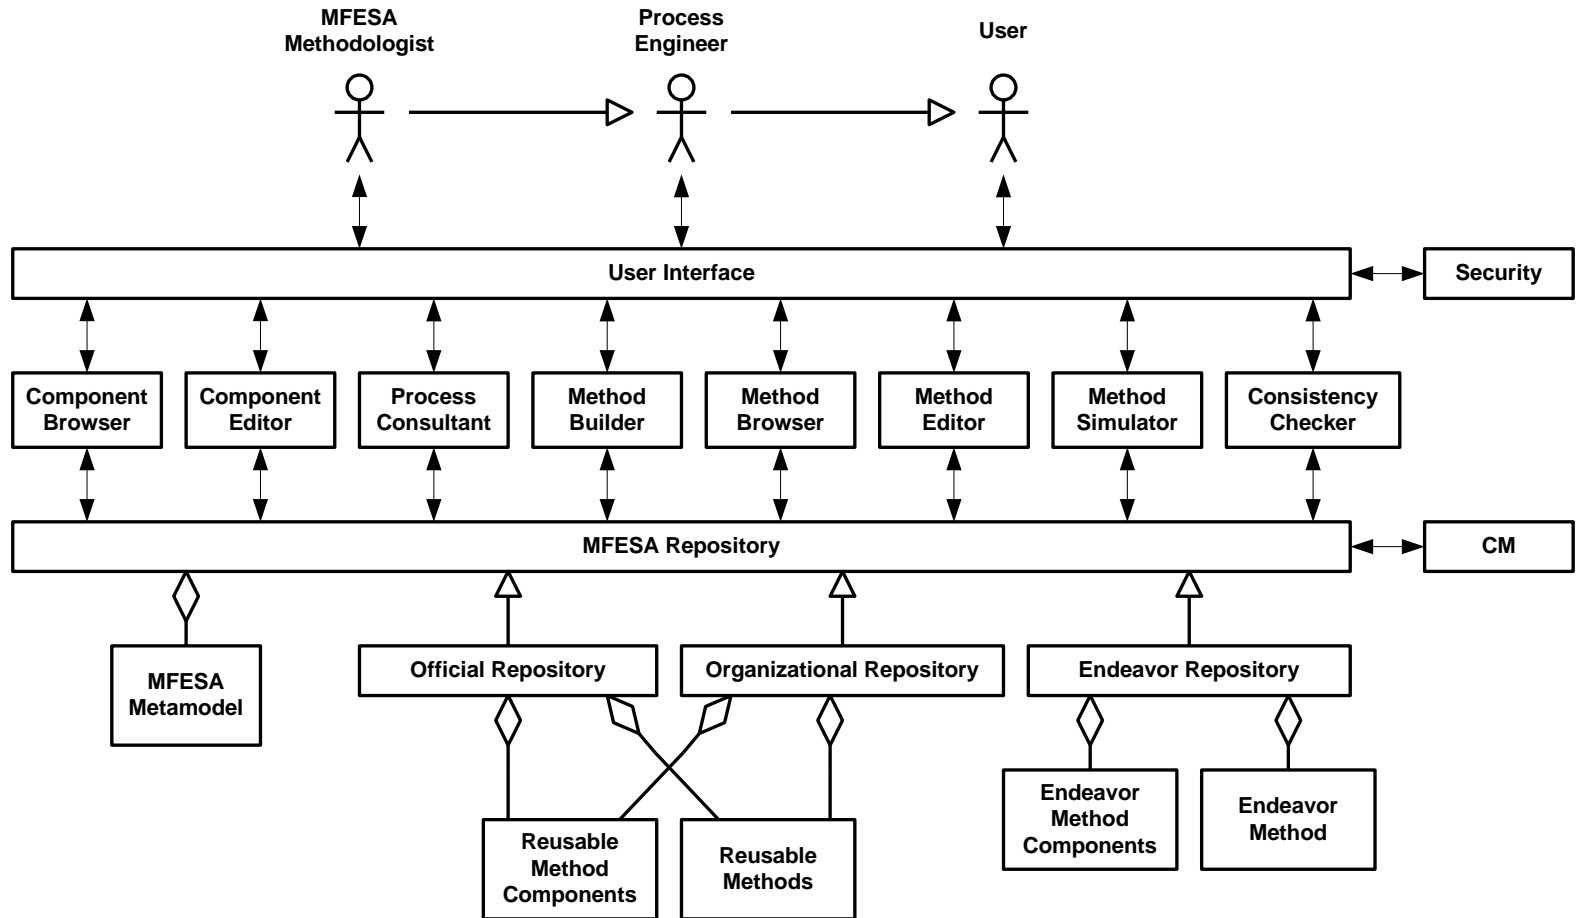 MFESA
Methodologist
Process
Engineer
User
User Interface
Security
Component
Browser
Component
Editor
Process
Consultant
Method
Builder
Method
Browser
Method
Editor
Method
Simulator
Consistency
Checker
MFESA Repository
CM
MFESA
Metamodel
Official Repository
Organizational Repository
Endeavor Repository
Reusable
Method
Components
Reusable
Methods
Endeavor
Method
Components
Endeavor
Method